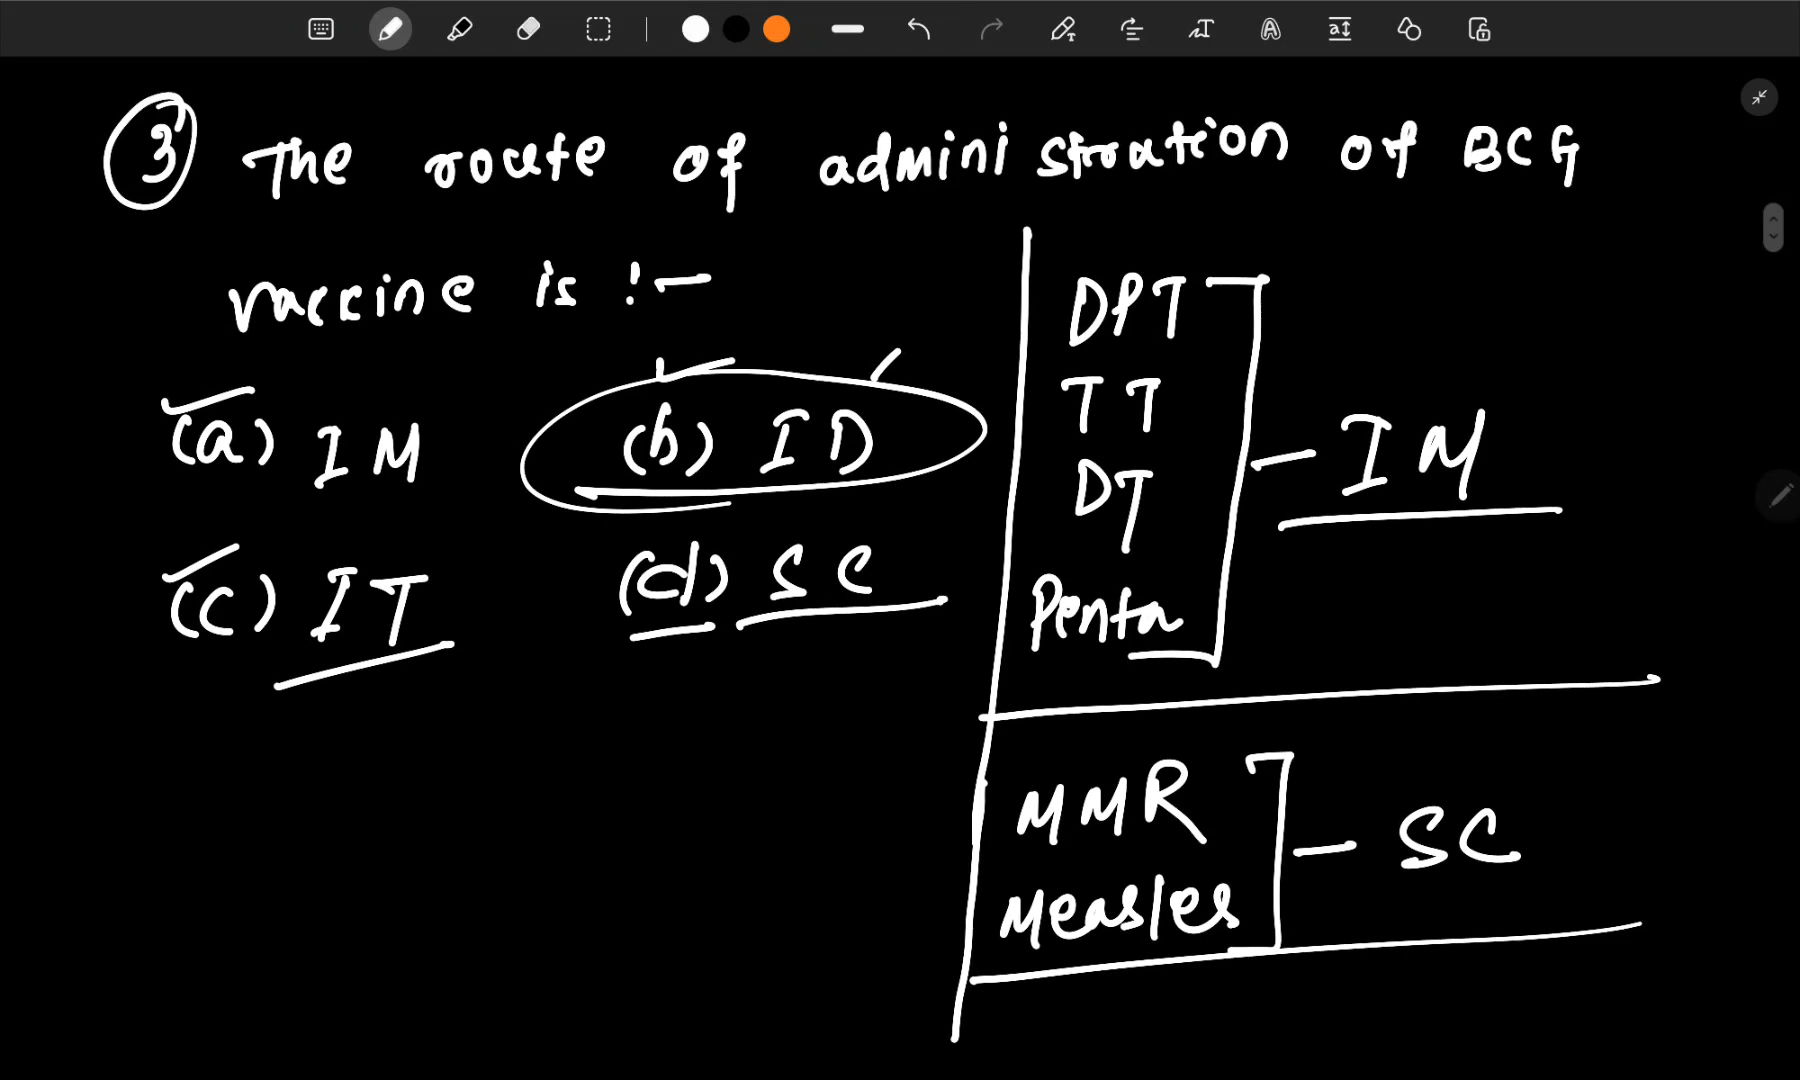 3 The route of administration of BCG
vaccine is :-
(a) IM (b) ID
(c) IT (d) SC
DPT
TT
DT
Penta
- IM
MMR
Measles
- SC